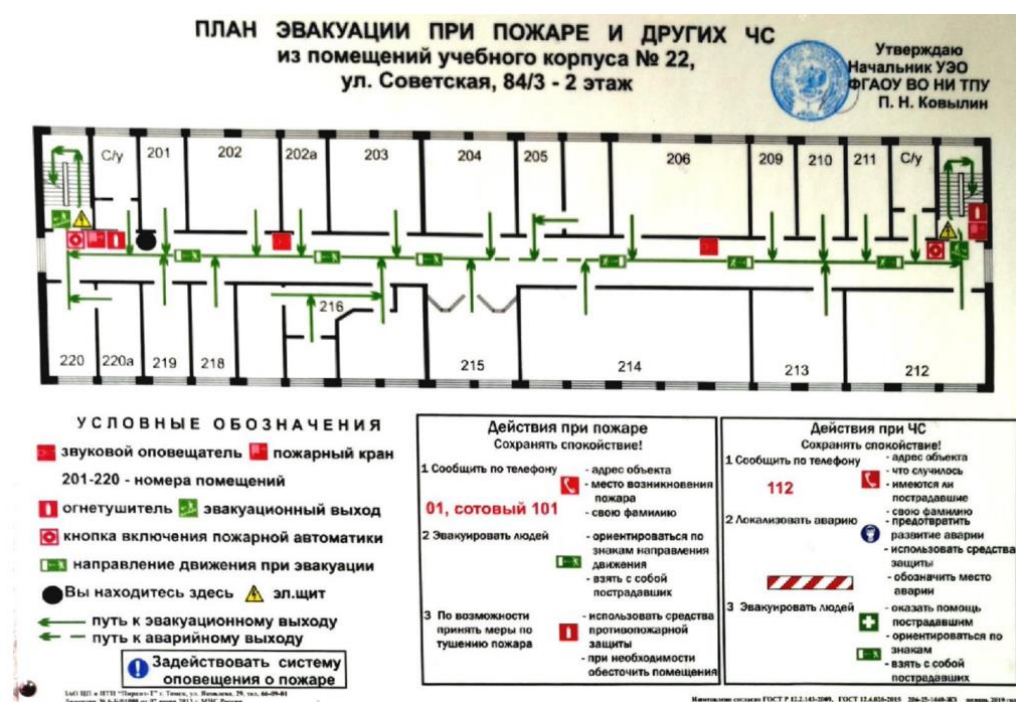 ПЛАН ЭВАКУАЦИИ ПРИ ПОЖАРЕ И ДРУГИХ ЧС
из помещений учебного корпуса № 22,
ул. Советская, 84/3 - 2 этаж
Утверждаю
Начальник УЭО
ФГАОУ ВО НИ ТПУ
П. Н. Ковылин
С/у 201 202 202а 203 204 205 206 209 210 211 С/у
216
220 220а 219 218 215 214 213 212
УСЛОВНЫЕ ОБОЗНАЧЕНИЯ
звуковой оповещатель
пожарный кран
201-220 - номера помещений
огнетушитель
эвакуационный выход
кнопка включения пожарной автоматики
направление движения при эвакуации
Вы находитесь здесь
эл.щит
путь к эвакуационному выходу
путь к аварийному выходу
Задействовать систему
оповещения о пожаре
Действия при пожаре
Сохранять спокойствие!
1 Сообщить по телефону
01, сотовый 101
- адрес объекта
- место возникновения
пожара
- свою фамилию
2 Эвакуировать людей
- ориентироваться по
знакам направления
движения
- взять с собой
пострадавших
3 По возможности
принять меры по
тушению пожара
- использовать средства
противопожарной
защиты
- при необходимости
обесточить помещения
Действия при ЧС
Сохранять спокойствие!
1 Сообщить по телефону
112
- адрес объекта
- что случилось
- имеются ли
пострадавшие
- свою фамилию
2 Локализовать аварию
- предотвратить
развитие аварии
- использовать средства
защиты
- обозначить место
аварии
3 Эвакуировать людей
- оказать помощь
пострадавшим
- ориентироваться по
знакам
- взять с собой
пострадавших